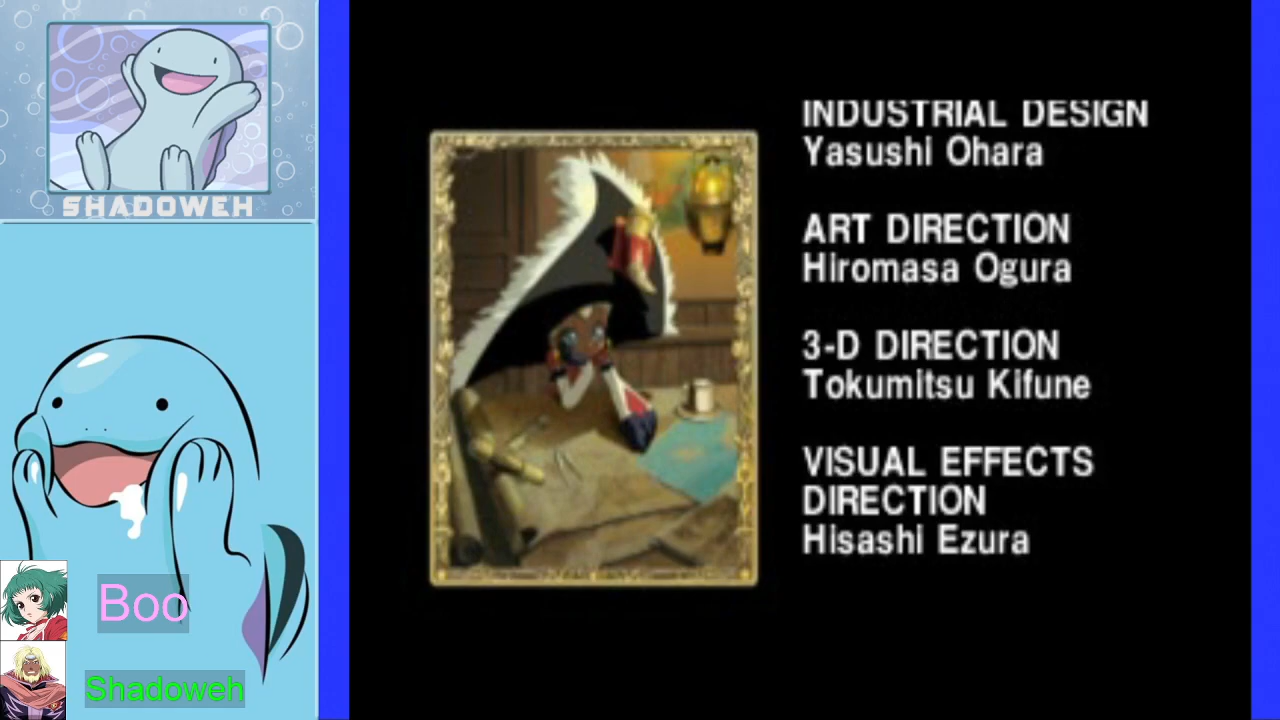 SHADOWEH
INDUSTRIAL DESIGN
Yasushi Ohara
ART DIRECTION
Hiromasa Ogura
3-D DIRECTION
Tokumitsu Kifune
VISUAL EFFECTS
DIRECTION
Hisashi Ezura
Boo
Shadoweh